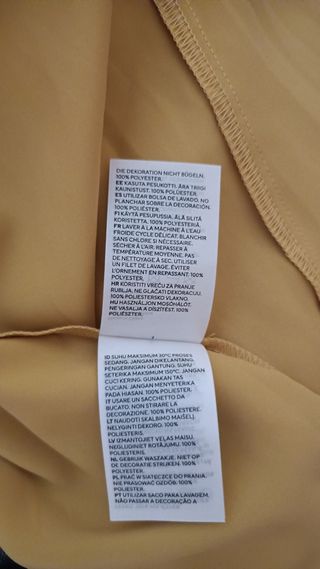 DIE DEKORATION NICHT BÜGELN.
100% POLYESTER.
EE KASUTA PESUKOTTI. ÄRA TRIIGI
KAUNISTUST. 100% POLÜESTER.
ES UTILIZAR BOLSA DE LAVADO. NO
PLANCHAR SOBRE LA DECORACIÓN.
100% POLIÉSTER.
FI KÄYTÄ PESUPUSSIA. ÄLÄ SILITÄ
KORISTETTA. 100% POLYESTERIÄ.
FR LAVER À LA MACHINE À L'EAU
FROIDE CYCLE DÉLICAT. BLANCHIR
SANS CHLORE SI NÉCESSAIRE.
SÉCHER À L'AIR. REPASSER À
TEMPÉRATURE MOYENNE. PAS
DE NETTOYAGE À SEC. UTILISER
UN FILET DE LAVAGE. ÉVITER
L'ORNEMENT EN REPASSANT. 100%
POLYESTER.
HR KORISTITI VREĆU ZA PRANJE
RUBLJA; NE GLAČATI DEKORACIJU.
100% POLIESTERSKO VLAKNO
HU HASZNÁLJON MOSÓHÁLÓT.
NE VASALJA A DÍSZÍTÉST. 100%
POLIÉSZTER.
ID SUHU MAKSIMUM 30°C PROSES
SEDANG. JANGAN DIKELANTANG.
PENGERINGAN GANTUNG. SUHU
SETERIKA MAKSIMUM 150°C. JANGAN
CUCI KERING. GUNAKAN TAS
CUCIAN. JANGAN MENYETERIKA
PADA HIASAN. 100% POLIESTER.
IT USARE UN SACCHETTO DA
BUCATO. NON STIRARE LA
DECORAZIONE. 100% POLIESTERE.
LT NAUDOTI SKALBIMO MAIŠELĮ.
NELYGINTI DEKORO. 100%
POLIESTERIS.
LV IZMANTOJIET VEĻAS MAISU.
NEGLUDINIET ROTĀJUMU. 100%
POLIESTERIS.
NL GEBRUIK WASZAKJE. NIET OP
DE DECORATIE STRIJKEN. 100%
POLYESTER.
PL PRAĆ W SIATECZCE DO PRANIA.
NIE PRASOWAĆ OZDÓB. 100%
POLIESTER.
PT UTILIZAR SACO PARA LAVAGEM.
NÃO PASSAR A DECORAÇÃO A